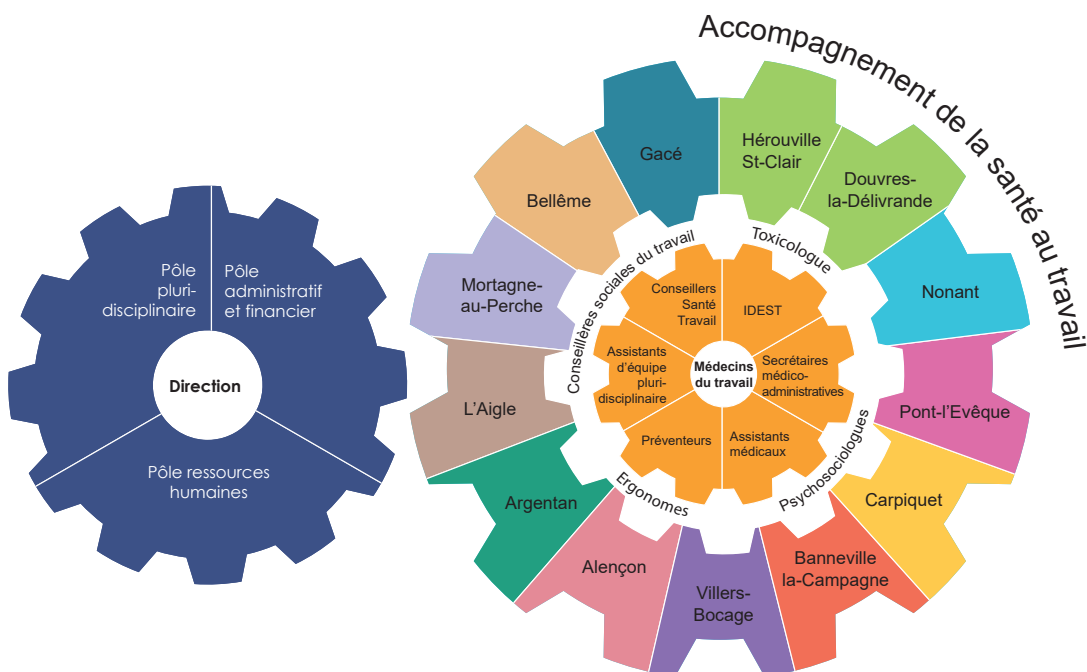 Accompagnement de la santé au travail
Pôle
pluri-
disciplinaire
Pôle
administratif
et financier
Direction
Pôle ressources
humaines
Gacé
Hérouville
St-Clair
Douvres-
la-Délivrande
Nonant
Pont-l'Evêque
Carpiquet
Banneville
la-Campagne
Villers-
Bocage
Alençon
Argentan
L'Aigle
Mortagne-
au-Perche
Bellême
Conseillères sociales du travail
Toxicologue
Psychosociologues
Ergonomes
Conseillers
Santé
Travail
IDEST
Secrétaires
médico-
administratives
Assistants
médicaux
Préventeurs
Assistants
d'équipe
pluri-
disciplinaire
Médecins
du travail